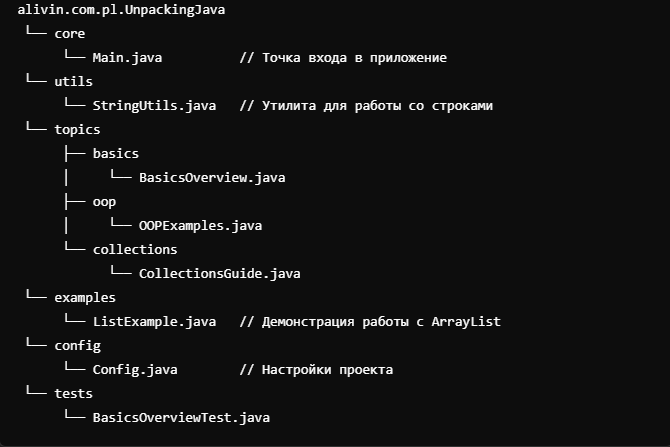 alivin.com.pl.UnpackingJava
└── core
└── Main.java // Точка входа в приложение
└── utils
└── StringUtils.java // Утилита для работы со строками
└── topics
├── basics
│ └── BasicsOverview.java
├── oop
│ └── OOPExamples.java
└── collections
└── CollectionsGuide.java
└── examples
└── ListExample.java // Демонстрация работы с ArrayList
└── config
└── Config.java // Настройки проекта
└── tests
└── BasicsOverviewTest.java